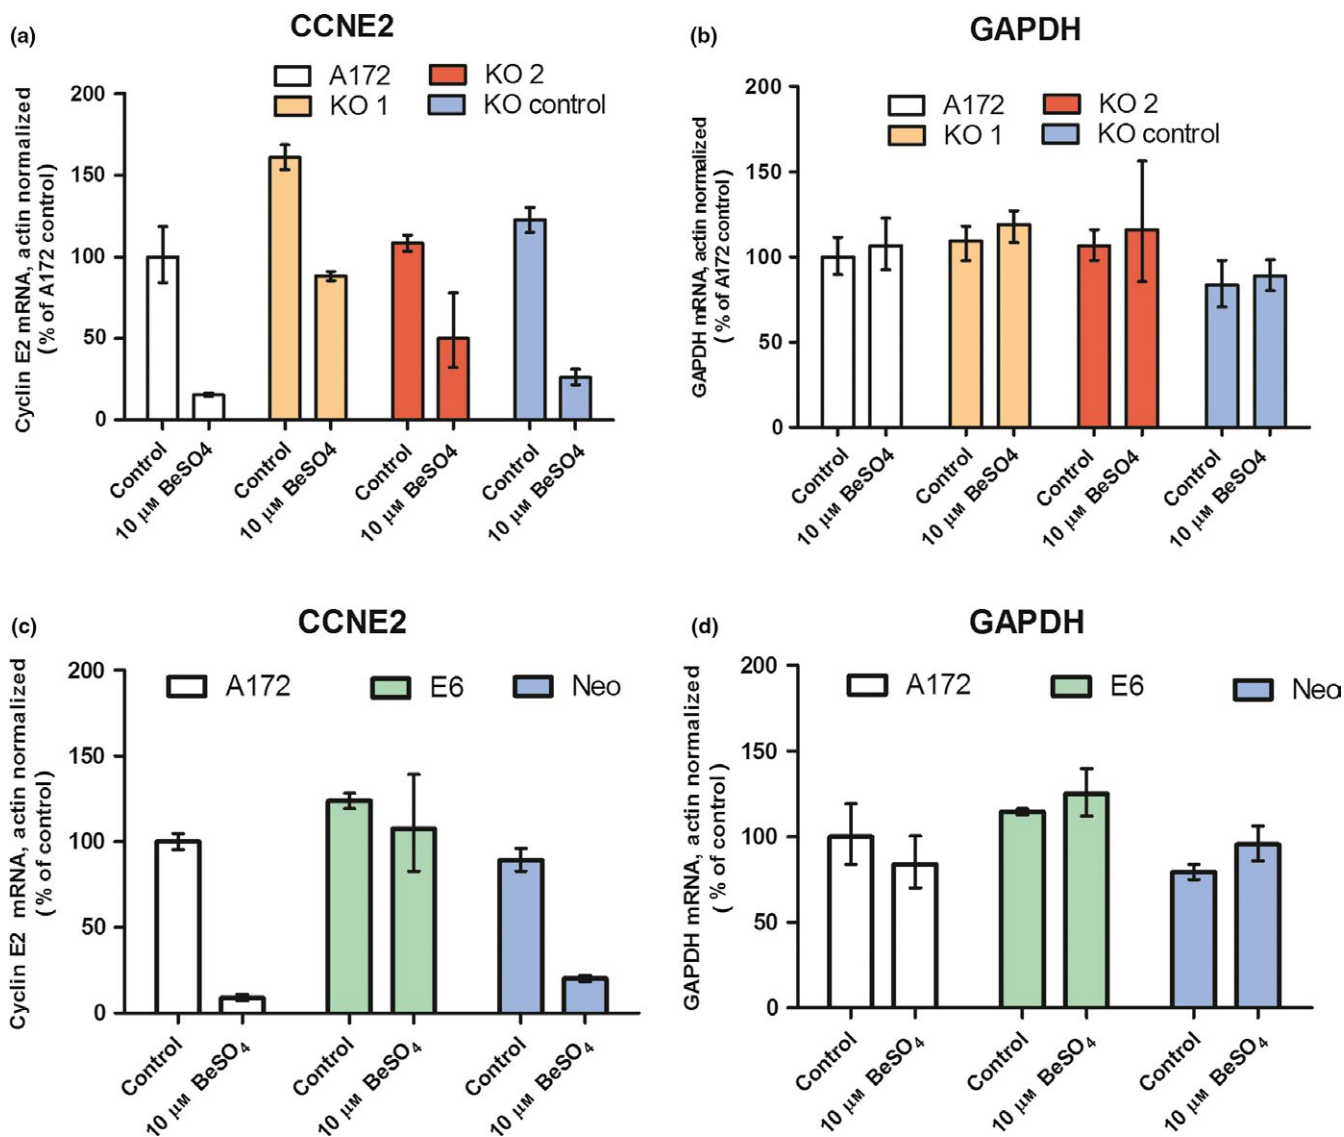 (a)
CCNE2
A172
KO 1
KO 2
KO control
Cyclin E2 mRNA, actin normalized
(% of A172 control)
200
150
100
50
0
Control
10 μM BeSO4
Control
10 μM BeSO4
Control
10 μM BeSO4
Control
10 μM BeSO4
(b)
GAPDH
A172
KO 1
KO 2
KO control
GAPDH mRNA, actin normalized
(% of A172 control)
200
150
100
50
0
Control
10 μM BeSO4
Control
10 μM BeSO4
Control
10 μM BeSO4
Control
10 μM BeSO4
(c)
CCNE2
A172
E6
Neo
Cyclin E2 mRNA, actin normalized
(% of control)
200
150
100
50
0
Control
10 μM BeSO₄
Control
10 μM BeSO₄
Control
10 μM BeSO₄
(d)
GAPDH
A172
E6
Neo
GAPDH mRNA, actin normalized
( % of control)
200
150
100
50
0
Control
10 μM BeSO₄
Control
10 μM BeSO₄
Control
10 μM BeSO₄